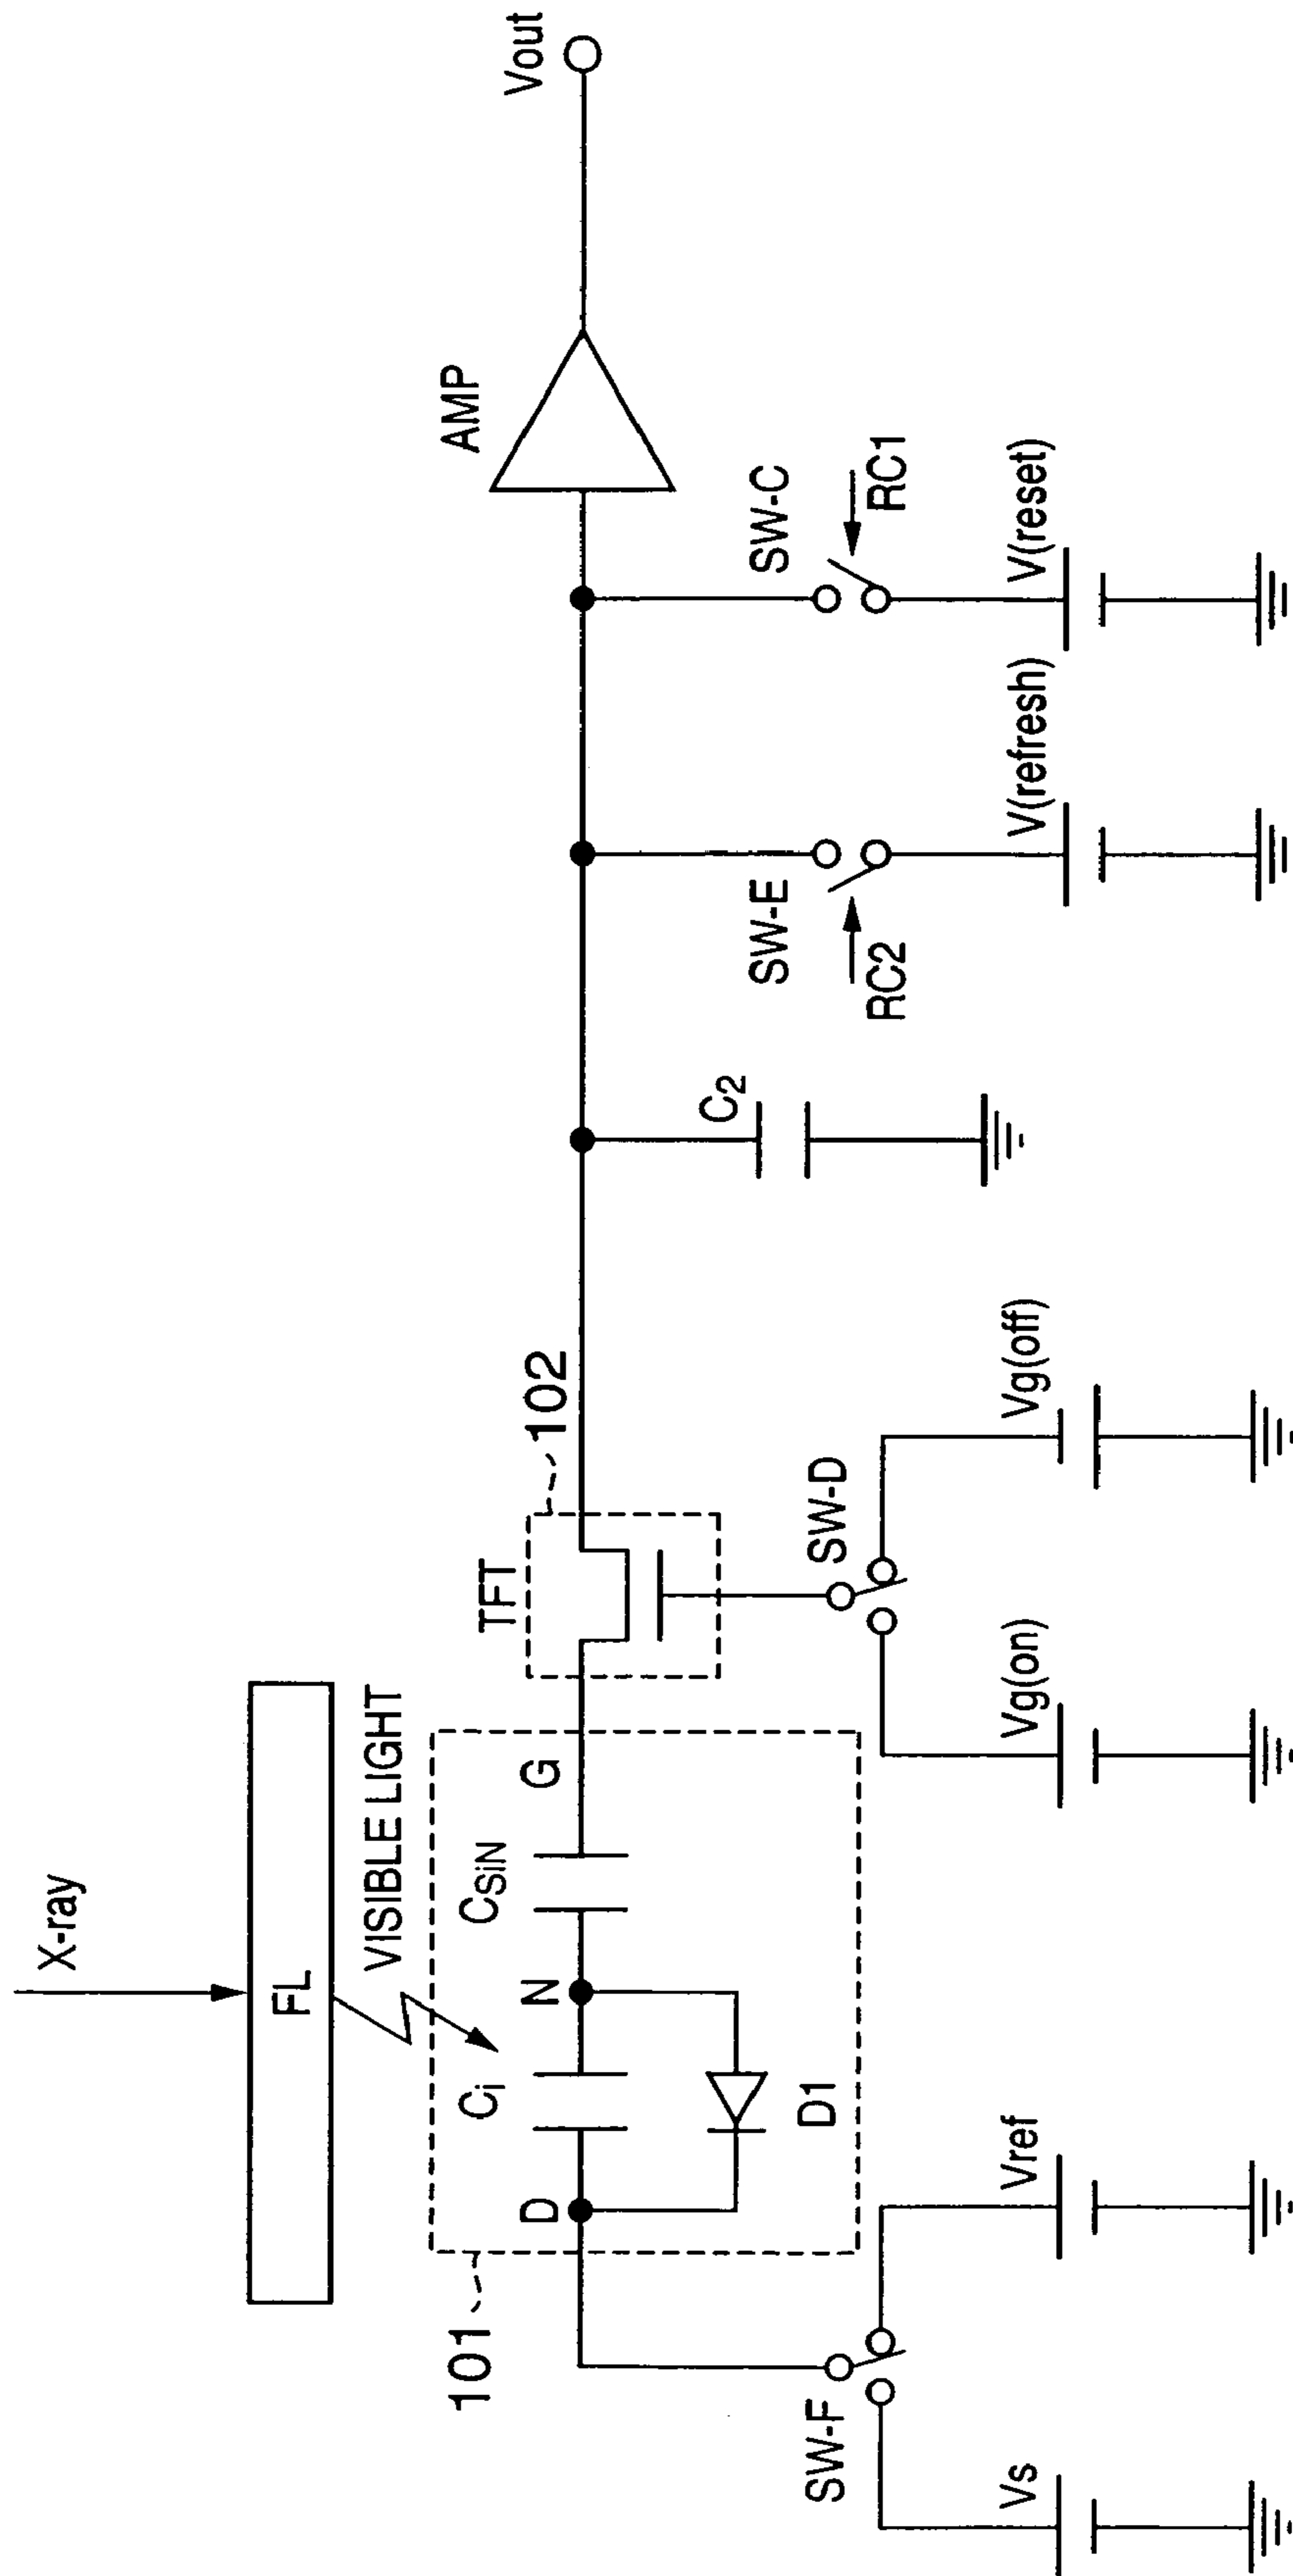 X-ray
FL
VISIBLE LIGHT
101
D
Ci
N
CSiN
G
D1
TFT
102
AMP
Vout
C2
SW-F
SW-D
SW-E
RC2
SW-C
RC1
Vs
Vref
Vg(on)
Vg(off)
V(refresh)
V(reset)